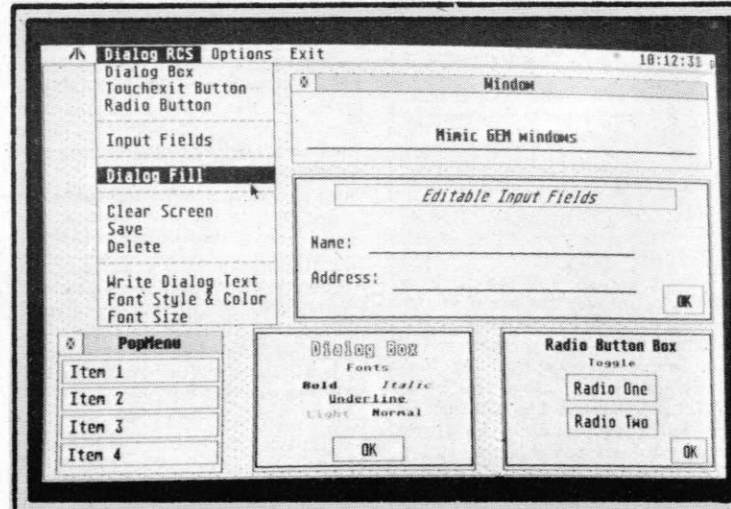 Dialog RCS Options Exit
10:12:31 p
Dialog Box
Touchexit Button
Radio Button
Input Fields
Dialog Fill
Clear Screen
Save
Delete
Write Dialog Text
Font Style & Color
Font Size
Window
Mimic GEM windows
Editable Input Fields
Name:
Address:
OK
PopMenu
Item 1
Item 2
Item 3
Item 4
Dialog Box
Fonts
Bold Italic
Underline
Light Normal
OK
Radio Button Box
Toggle
Radio One
Radio Two
OK